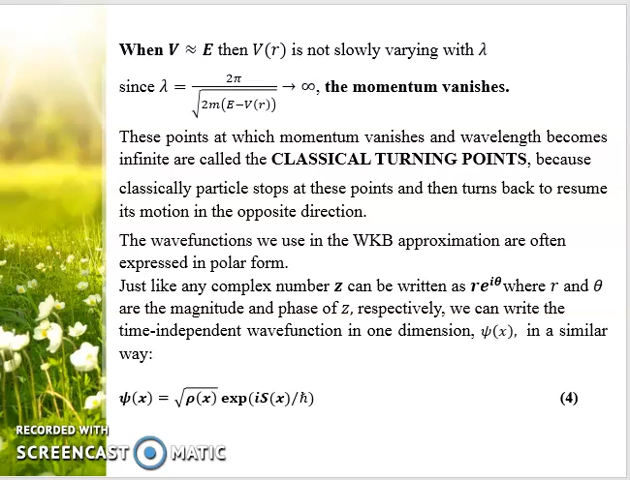 When V ≈ E then V(r) is not slowly varying with λ
since λ = 2π / √(2m(E−V(r))) → ∞, the momentum vanishes.
These points at which momentum vanishes and wavelength becomes
infinite are called the CLASSICAL TURNING POINTS, because
classically particle stops at these points and then turns back to resume
its motion in the opposite direction.
The wavefunctions we use in the WKB approximation are often
expressed in polar form.
Just like any complex number z can be written as re^{iθ} where r and θ
are the magnitude and phase of z, respectively, we can write the
time-independent wavefunction in one dimension, ψ(x), in a similar
way:
ψ(x) = √ρ(x) exp(iS(x)/ℏ) (4)
RECORDED WITH
SCREENCAST MATIC